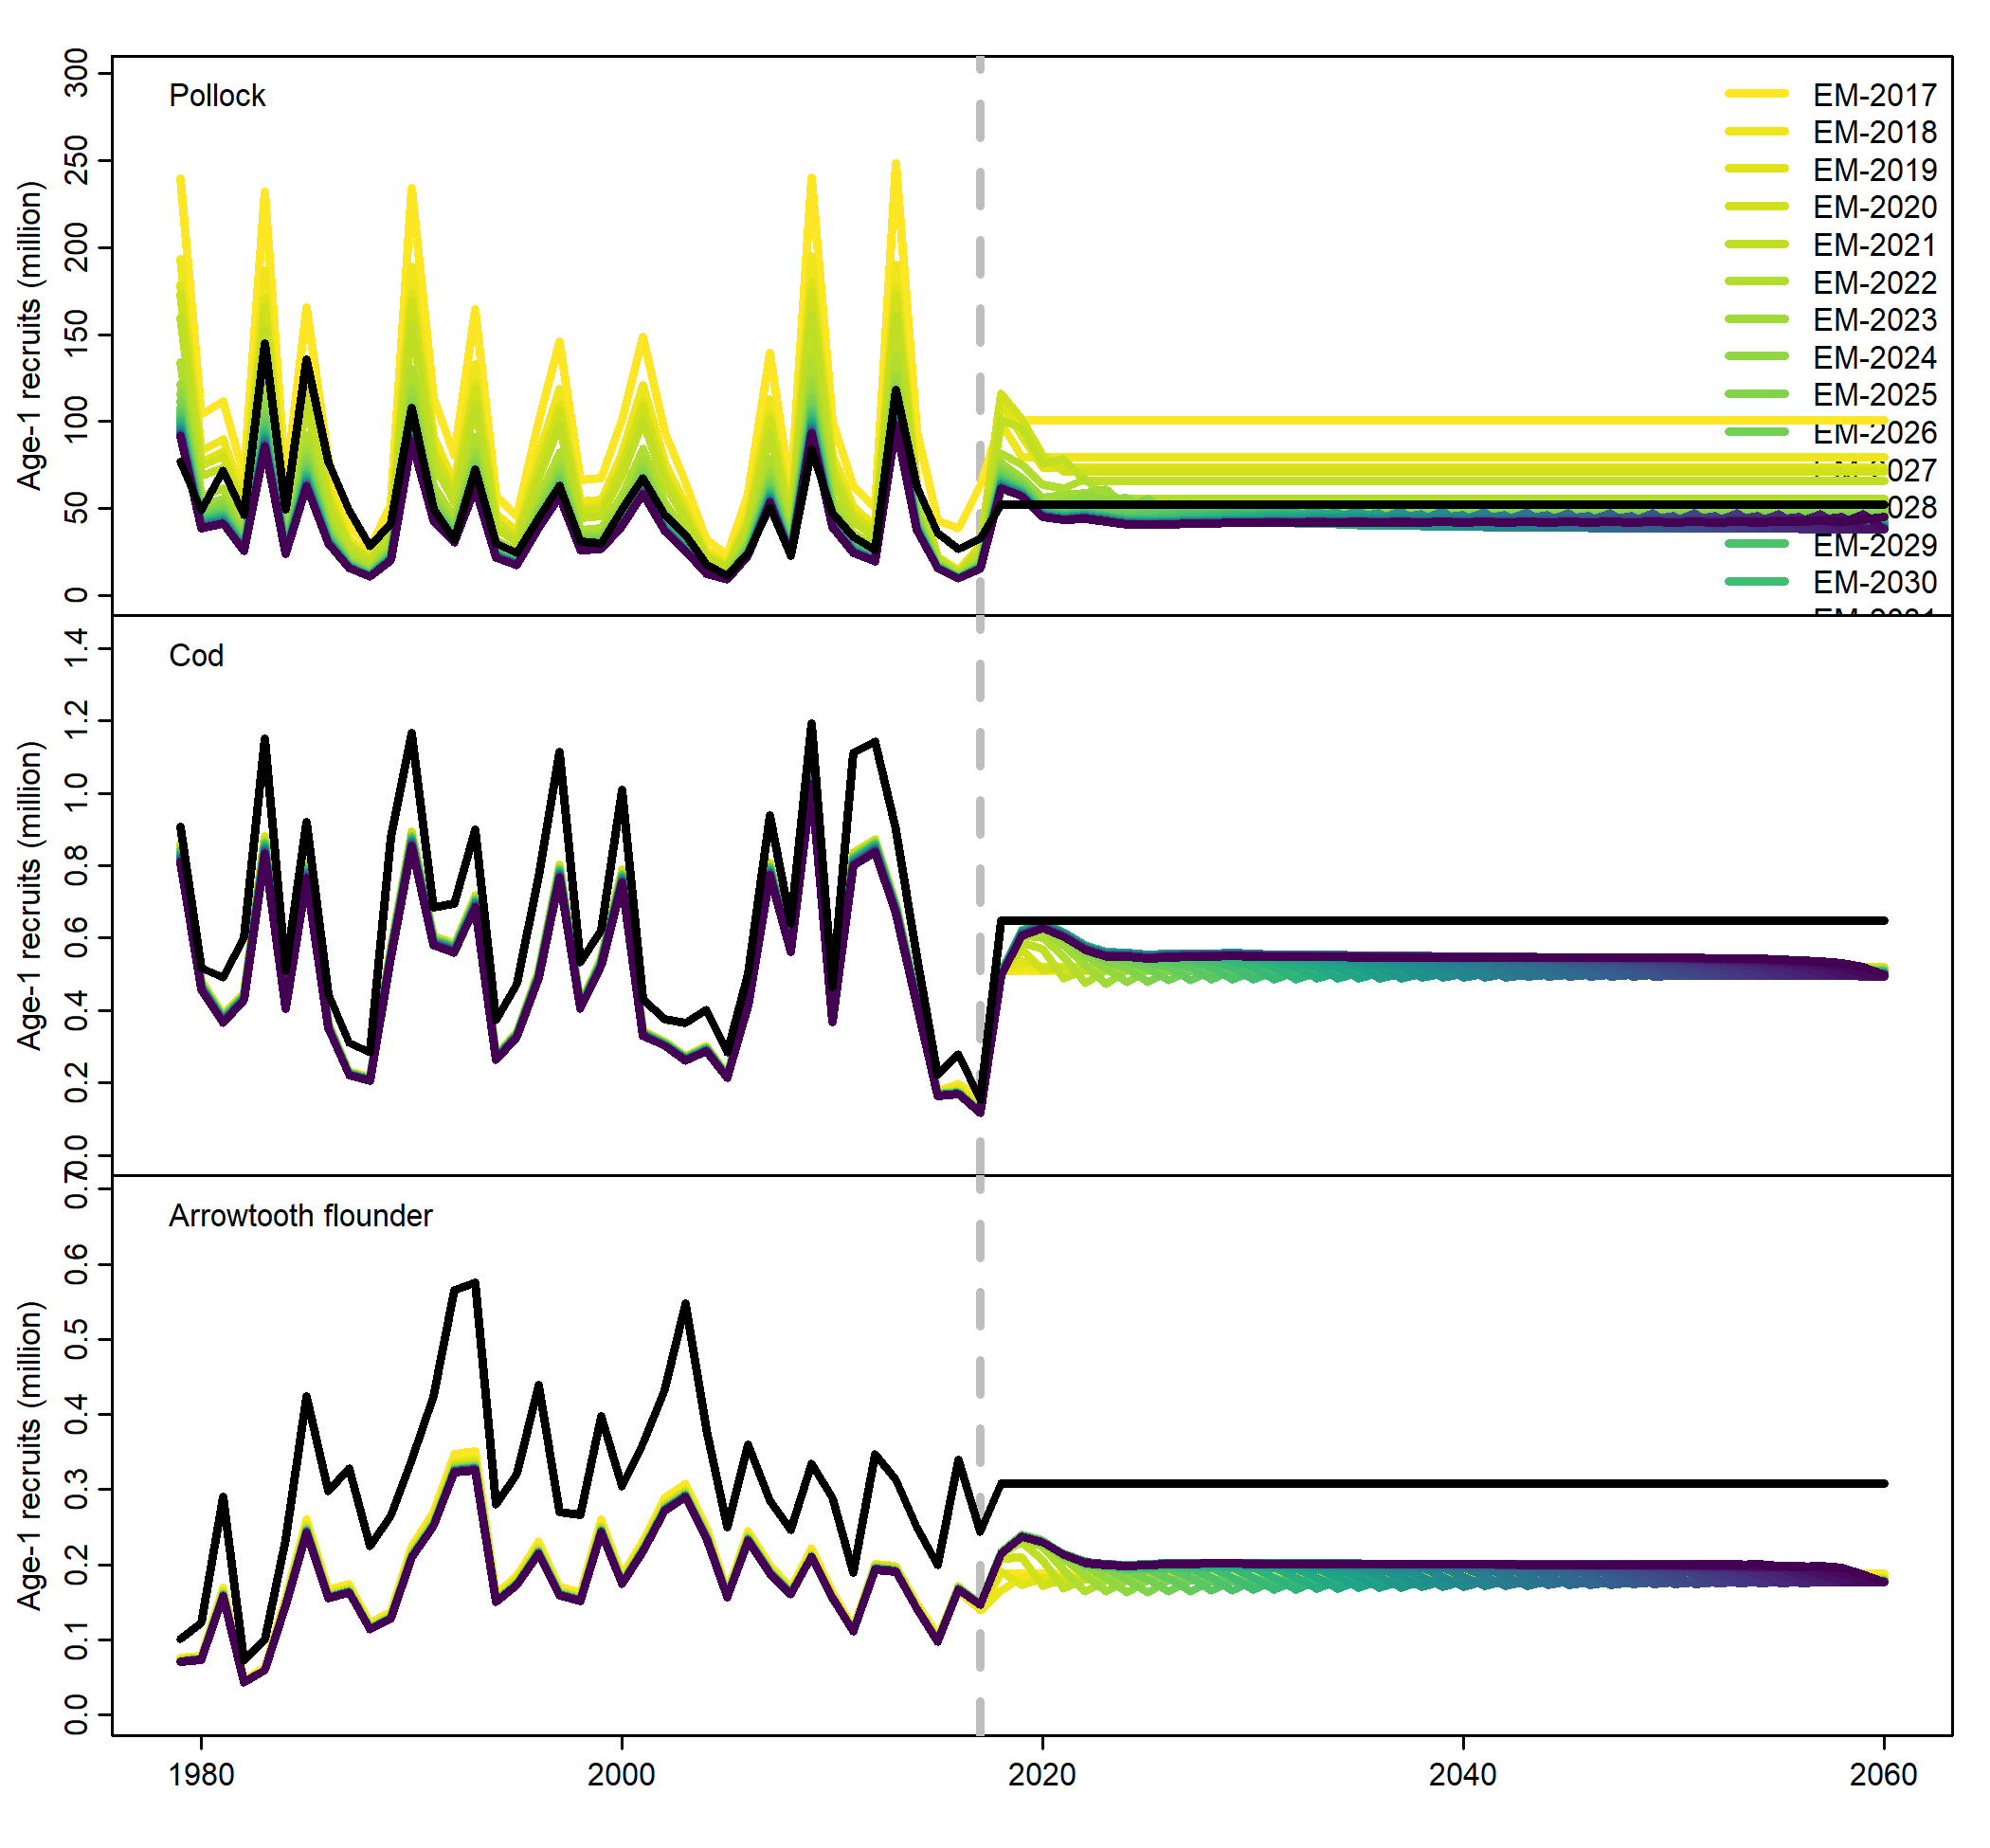 Pollock
Age-1 recruits (million)
300
250
200
150
100
50
0
EM-2017
EM-2018
EM-2019
EM-2020
EM-2021
EM-2022
EM-2023
EM-2024
EM-2025
EM-2026
2027
028
EM-2029
EM-2030
Cod
Age-1 recruits (million)
1.4
1.2
1.0
0.8
0.6
0.4
0.2
0.0
Arrowtooth flounder
Age-1 recruits (million)
0.7
0.6
0.5
0.4
0.3
0.2
0.1
0.0
1980 2000 2020 2040 2060